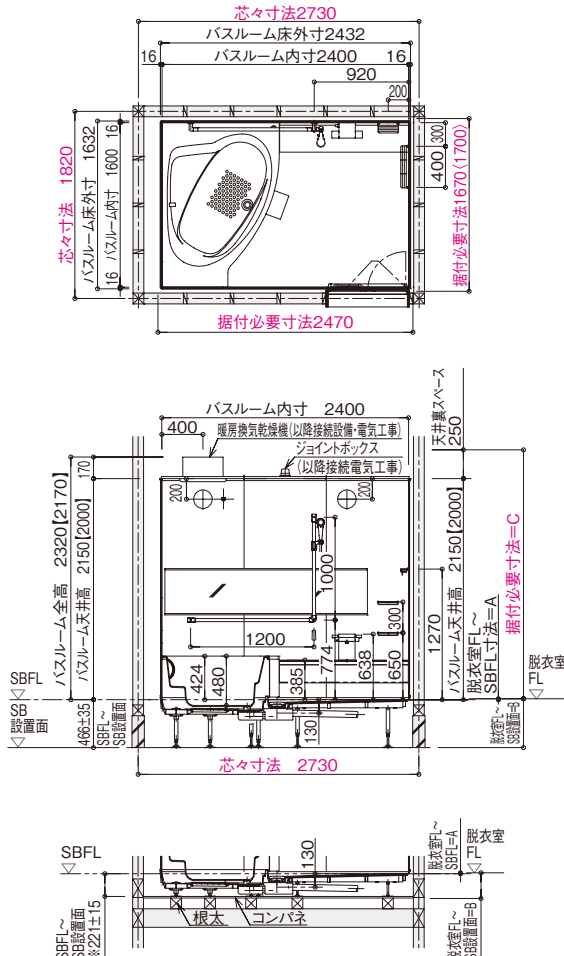 芯々寸法2730
バスルーム床外寸2432
16 バスルーム内寸2400 16
920
200
芯々寸法 1820
バスルーム床外寸 1632
16 バスルーム内寸 1600 16
300
400
据付必要寸法1670〈1700〉
据付必要寸法2470
バスルーム内寸 2400
400
暖房換気乾燥機(以降接続設備・電気工事)
ジョイントボックス
(以降接続電気工事)
天井裏スペース
250
バスルーム全高 2320【2170】
170
バスルーム天井高 2150【2000】
200
200
1000
1200
424
480
385
774
638
300
650
130
1270
バスルーム天井高 2150【2000】
脱衣室FL~
SBFL寸法=A
据付必要寸法=C
SBFL
SB
設置面
466±35
SBFL~
SB設置面
脱衣室
FL
脱衣室FL~
SB設置面=B
芯々寸法 2730
SBFL
130
脱衣室FL~
SBFL=A
脱衣室
FL
根太
コンパネ
SBFL~
SB設置面
※221±15
脱衣室FL~
SB設置面=B